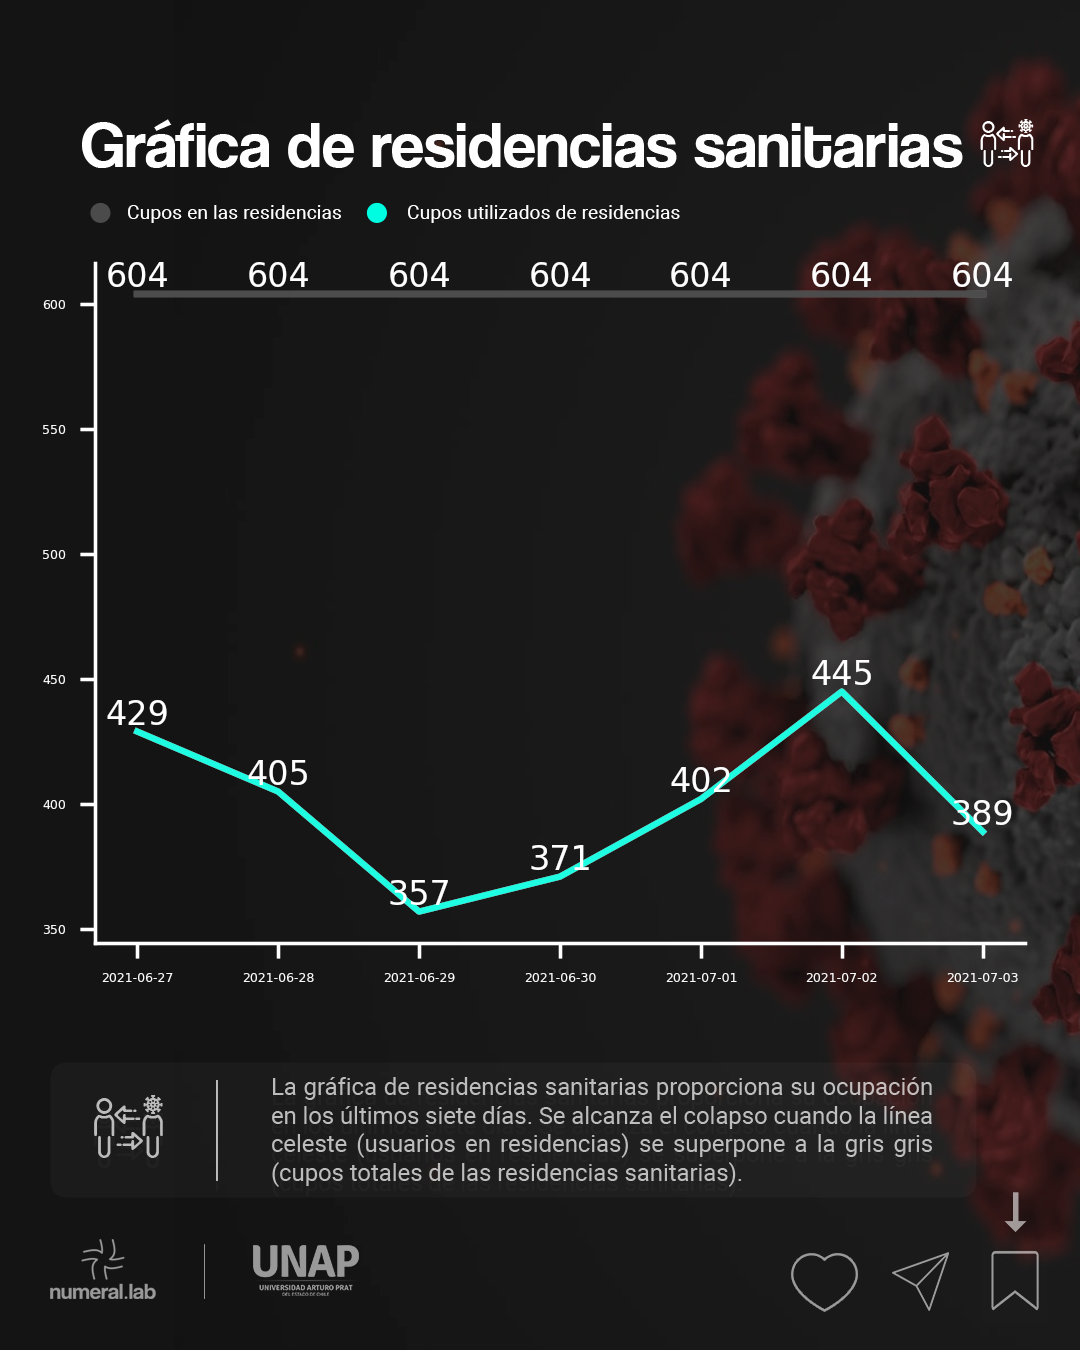 Gráfica de residencias sanitarias
Cupos en las residencias Cupos utilizados de residencias
604 604 604 604 604 604 604
600
550
500
450
400
350
429
405
357
371
402
445
389
2021-06-27 2021-06-28 2021-06-29 2021-06-30 2021-07-01 2021-07-02 2021-07-03
La gráfica de residencias sanitarias proporciona su ocupación
en los últimos siete días. Se alcanza el colapso cuando la línea
celeste (usuarios en residencias) se superpone a la gris gris
(cupos totales de las residencias sanitarias).
numeral.lab
UNAP
UNIVERSIDAD ARTURO PRAT
DEL ESTADO DE CHILE